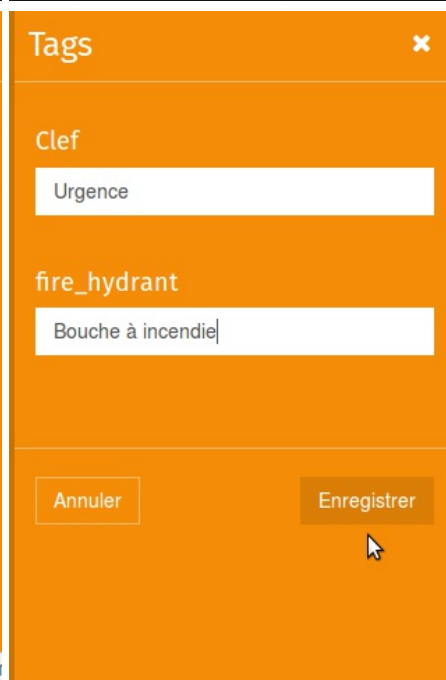 Tags
Clef
Urgence
fire_hydrant
Bouche à incendie
Annuler
Enregistrer